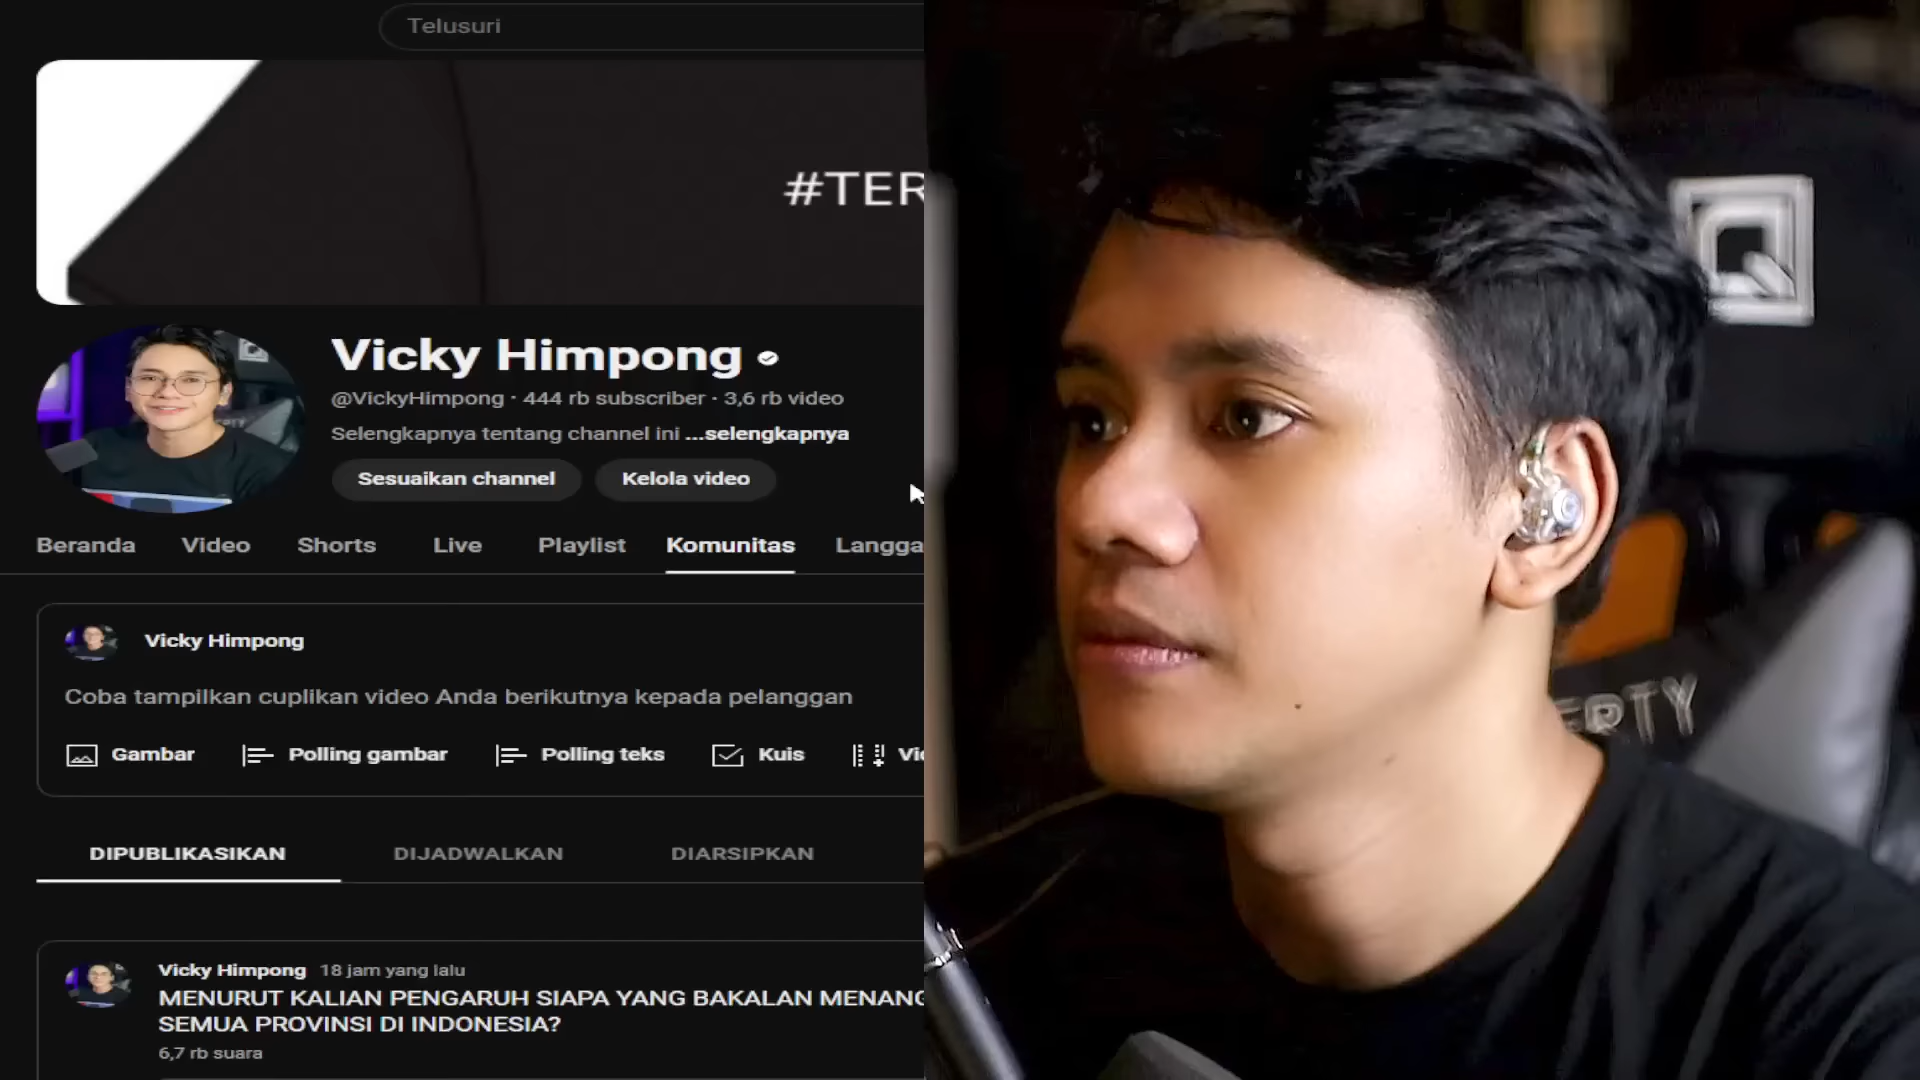 Telusuri
#TER
Vicky Himpong
@VickyHimpong · 444 rb subscriber · 3,6 rb video
Selengkapnya tentang channel ini ...selengkapnya
Sesuaikan channel Kelola video
Beranda Video Shorts Live Playlist Komunitas Langga
Vicky Himpong
Coba tampilkan cuplikan video Anda berikutnya kepada pelanggan
Gambar Polling gambar Polling teks Kuis Vi
DIPUBLIKASIKAN DIJADWALKAN DIARSIPKAN
Vicky Himpong 18 jam yang lalu
MENURUT KALIAN PENGARUH SIAPA YANG BAKALAN MENANG
SEMUA PROVINSI DI INDONESIA?
6,7 rb suara
ERTY